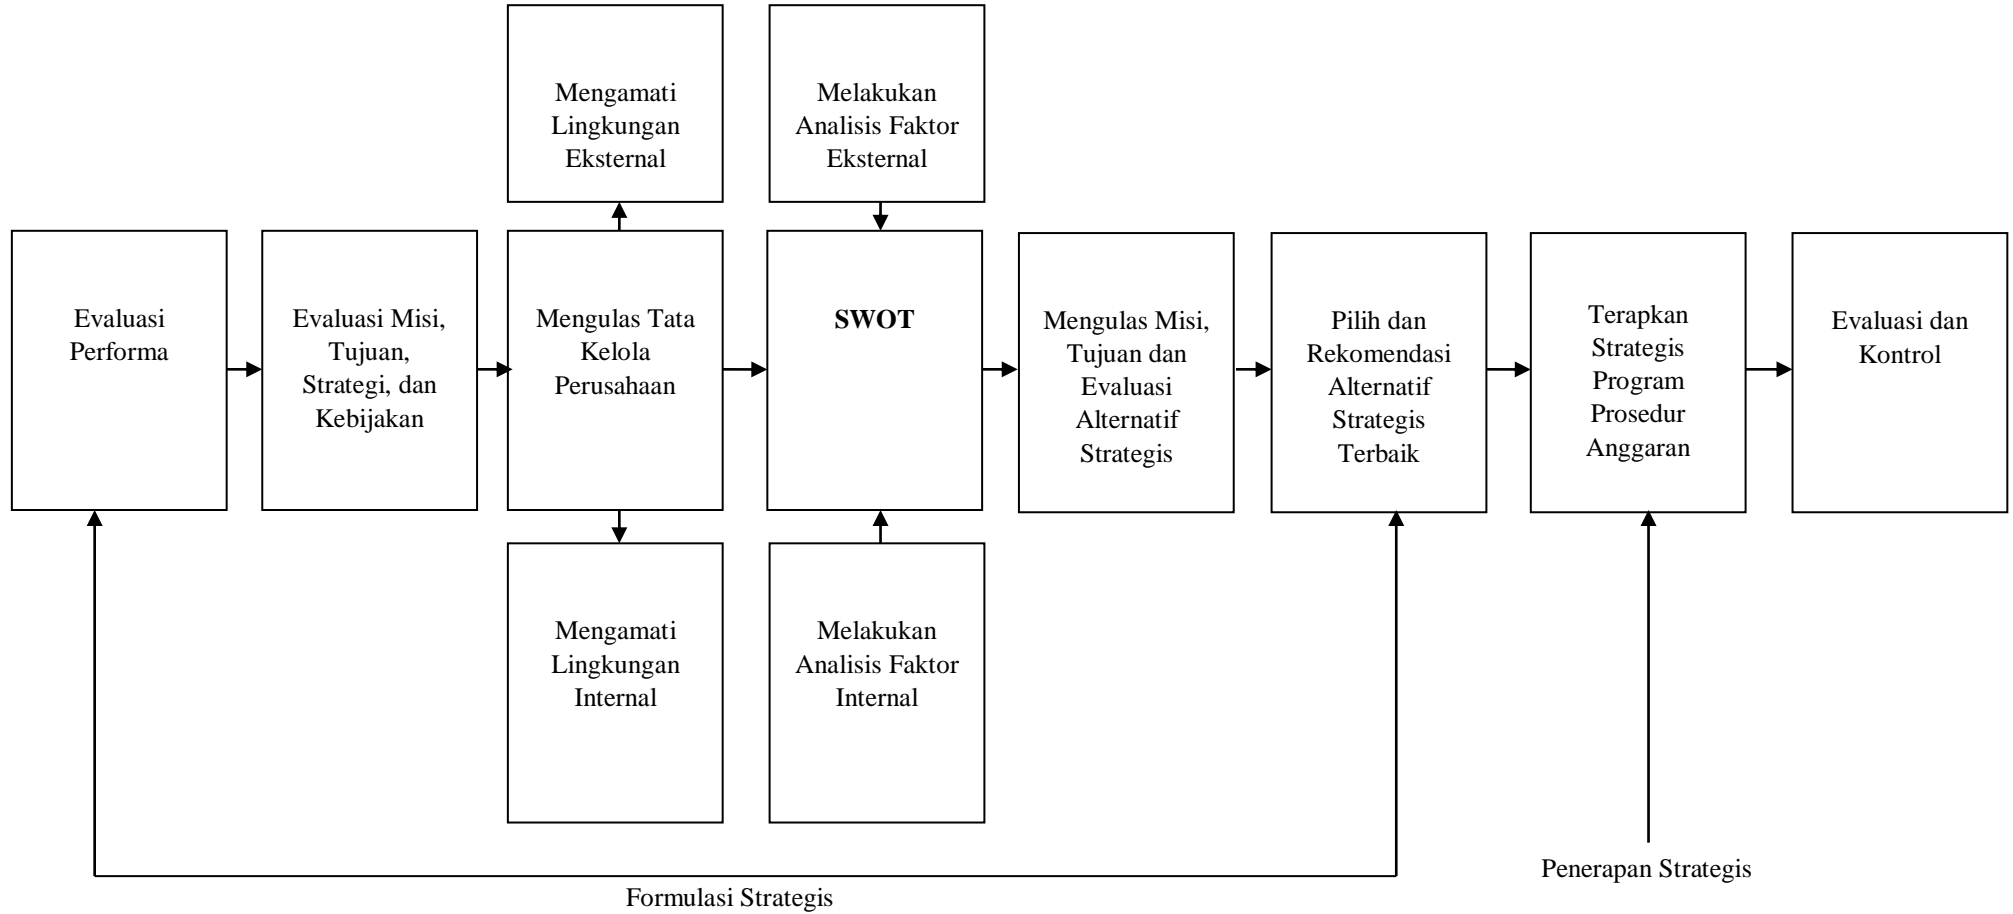 Mengamati
Lingkungan
Eksternal
Melakukan
Analisis Faktor
Eksternal
Evaluasi
Performa
Evaluasi Misi,
Tujuan,
Strategi, dan
Kebijakan
Mengulas Tata
Kelola
Perusahaan
SWOT
Mengulas Misi,
Tujuan dan
Evaluasi
Alternatif
Strategis
Pilih dan
Rekomendasi
Alternatif
Strategis
Terbaik
Terapkan
Strategis
Program
Prosedur
Anggaran
Evaluasi dan
Kontrol
Mengamati
Lingkungan
Internal
Melakukan
Analisis Faktor
Internal
Formulasi Strategis
Penerapan Strategis